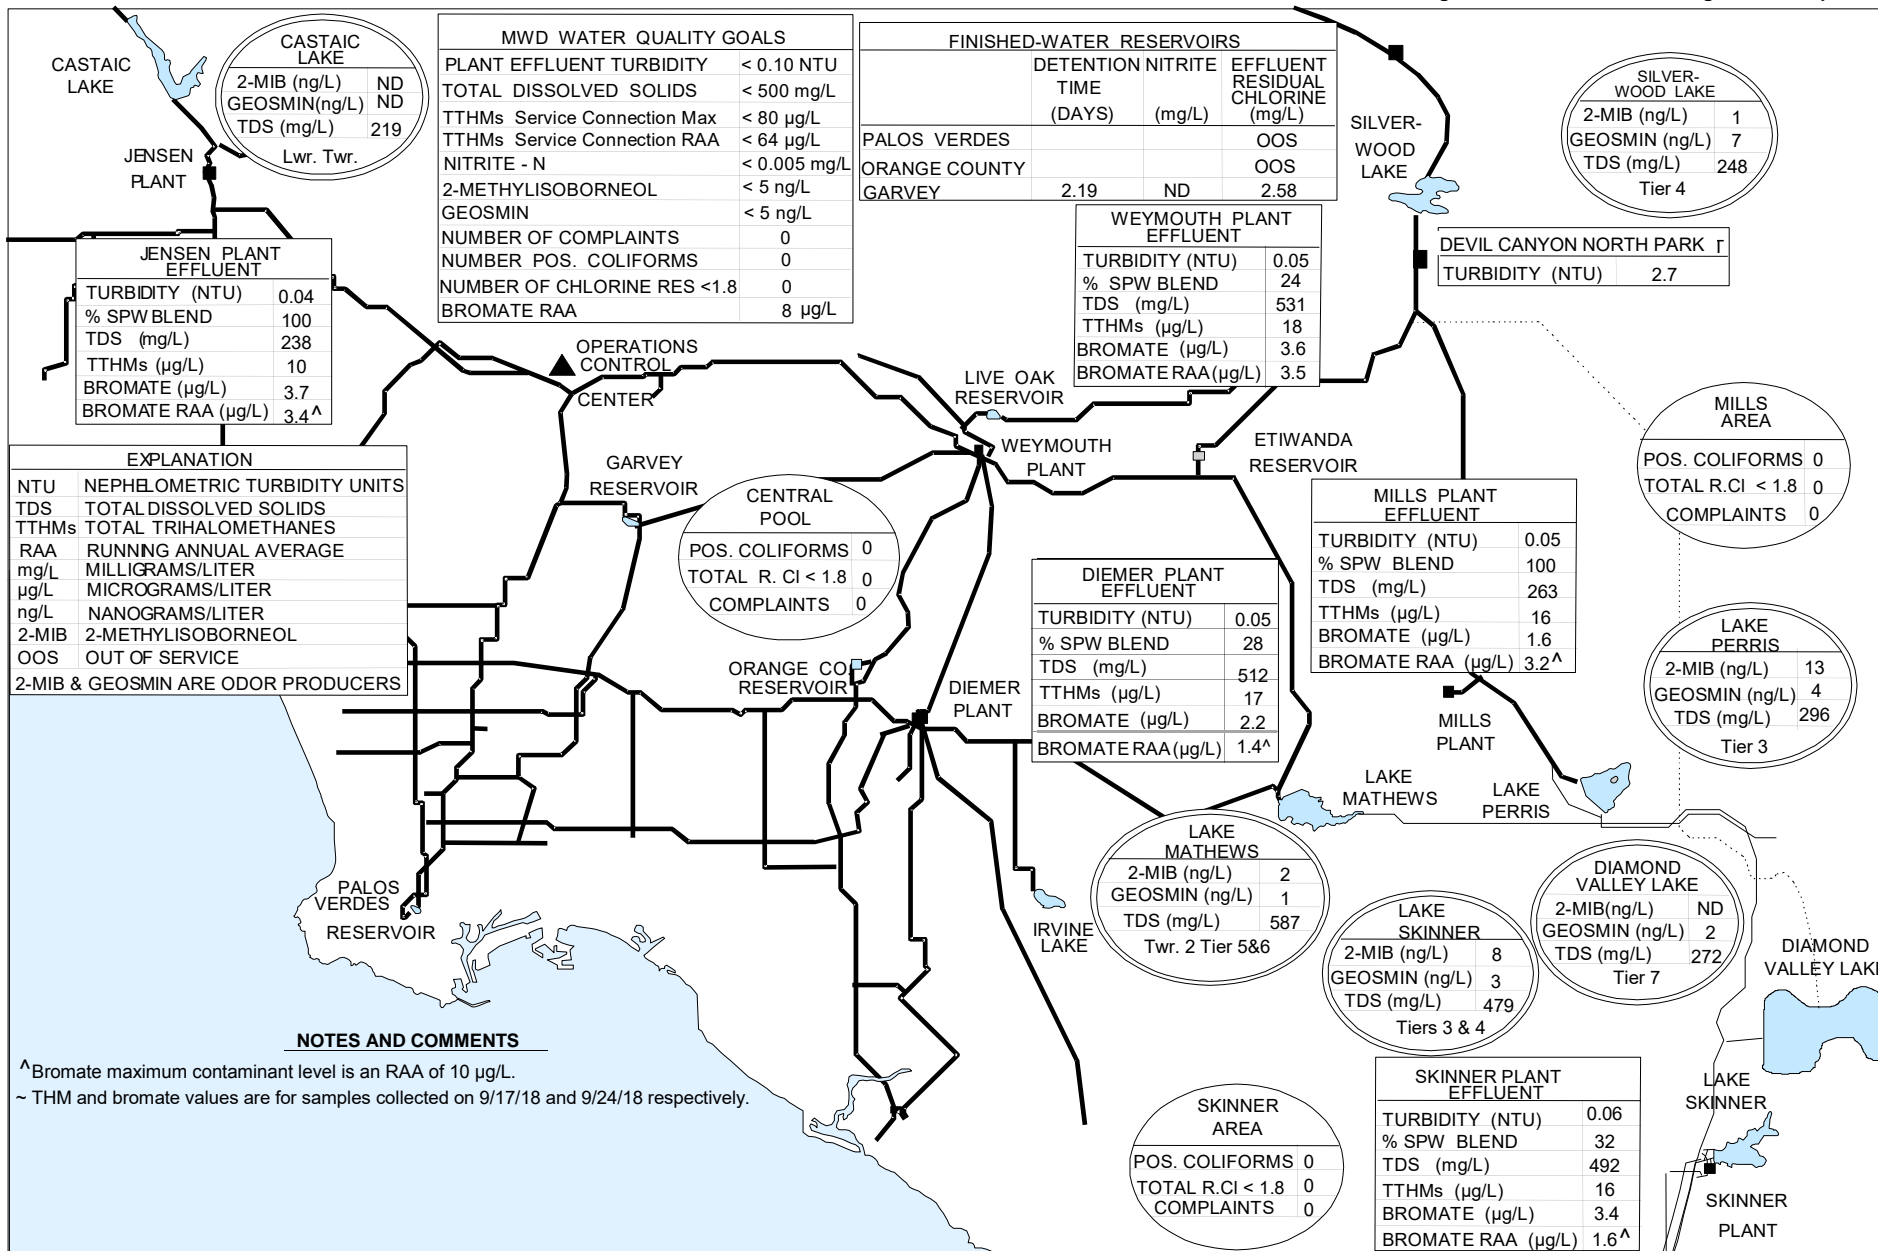 CASTAIC LAKE
2-MIB (ng/L) ND
GEOSMIN(ng/L) ND
TDS (mg/L) 219
Lwr. Twr.
CASTAIC
LAKE
JENSEN
PLANT
MWD WATER QUALITY GOALS
PLANT EFFLUENT TURBIDITY < 0.10 NTU
TOTAL DISSOLVED SOLIDS < 500 mg/L
TTHMs Service Connection Max < 80 µg/L
TTHMs Service Connection RAA < 64 µg/L
NITRITE - N < 0.005 mg/L
2-METHYLISOBORNEOL < 5 ng/L
GEOSMIN < 5 ng/L
NUMBER OF COMPLAINTS 0
NUMBER POS. COLIFORMS 0
NUMBER OF CHLORINE RES <1.8 0
BROMATE RAA 8 µg/L
FINISHED-WATER RESERVOIRS
DETENTION NITRITE EFFLUENT
TIME RESIDUAL
CHLORINE
(DAYS) (mg/L) (mg/L)
PALOS VERDES OOS
ORANGE COUNTY OOS
GARVEY 2.19 ND 2.58
SILVER-
WOOD
LAKE
SILVER-
WOOD LAKE
2-MIB (ng/L) 1
GEOSMIN (ng/L) 7
TDS (mg/L) 248
Tier 4
DEVIL CANYON NORTH PARK
TURBIDITY (NTU) 2.7
WEYMOUTH PLANT
EFFLUENT
TURBIDITY (NTU) 0.05
% SPW BLEND 24
TDS (mg/L) 531
TTHMs (µg/L) 18
BROMATE (µg/L) 3.6
BROMATE RAA(µg/L) 3.5
JENSEN PLANT
EFFLUENT
TURBIDITY (NTU) 0.04
% SPW BLEND 100
TDS (mg/L) 238
TTHMs (µg/L) 10
BROMATE (µg/L) 3.7
BROMATE RAA (µg/L) 3.4^
OPERATIONS
CONTROL
CENTER
LIVE OAK
RESERVOIR
WEYMOUTH
PLANT
ETIWANDA
RESERVOIR
GARVEY
RESERVOIR
MILLS
AREA
POS. COLIFORMS 0
TOTAL R.Cl < 1.8 0
COMPLAINTS 0
EXPLANATION
NTU NEPHELOMETRIC TURBIDITY UNITS
TDS TOTAL DISSOLVED SOLIDS
TTHMs TOTAL TRIHALOMETHANES
RAA RUNNING ANNUAL AVERAGE
mg/L MILLIGRAMS/LITER
µg/L MICROGRAMS/LITER
ng/L NANOGRAMS/LITER
2-MIB 2-METHYLISOBORNEOL
OOS OUT OF SERVICE
2-MIB & GEOSMIN ARE ODOR PRODUCERS
CENTRAL
POOL
POS. COLIFORMS 0
TOTAL R. Cl < 1.8 0
COMPLAINTS 0
MILLS PLANT
EFFLUENT
TURBIDITY (NTU) 0.05
% SPW BLEND 100
TDS (mg/L) 263
TTHMs (µg/L) 16
BROMATE (µg/L) 1.6
BROMATE RAA (µg/L) 3.2^
DIEMER PLANT
EFFLUENT
TURBIDITY (NTU) 0.05
% SPW BLEND 28
TDS (mg/L) 512
TTHMs (µg/L) 17
BROMATE (µg/L) 2.2
BROMATE RAA(µg/L) 1.4^
LAKE
PERRIS
2-MIB (ng/L) 13
GEOSMIN (ng/L) 4
TDS (mg/L) 296
Tier 3
ORANGE CO
RESERVOIR
DIEMER
PLANT
MILLS
PLANT
LAKE
MATHEWS
LAKE
PERRIS
LAKE
MATHEWS
2-MIB (ng/L) 2
GEOSMIN (ng/L) 1
TDS (mg/L) 587
Twr. 2 Tier 5&6
DIAMOND
VALLEY LAKE
2-MIB(ng/L) ND
GEOSMIN (ng/L) 2
TDS (mg/L) 272
Tier 7
LAKE
SKINNER
2-MIB (ng/L) 8
GEOSMIN (ng/L) 3
TDS (mg/L) 479
Tiers 3 & 4
PALOS
VERDES
RESERVOIR
IRVINE
LAKE
DIAMOND
VALLEY LAKE
NOTES AND COMMENTS
^Bromate maximum contaminant level is an RAA of 10 µg/L.
~ THM and bromate values are for samples collected on 9/17/18 and 9/24/18 respectively.
SKINNER
AREA
POS. COLIFORMS 0
TOTAL R.Cl < 1.8 0
COMPLAINTS 0
SKINNER PLANT
EFFLUENT
TURBIDITY (NTU) 0.06
% SPW BLEND 32
TDS (mg/L) 492
TTHMs (µg/L) 16
BROMATE (µg/L) 3.4
BROMATE RAA (µg/L) 1.6^
LAKE
SKINNER
SKINNER
PLANT